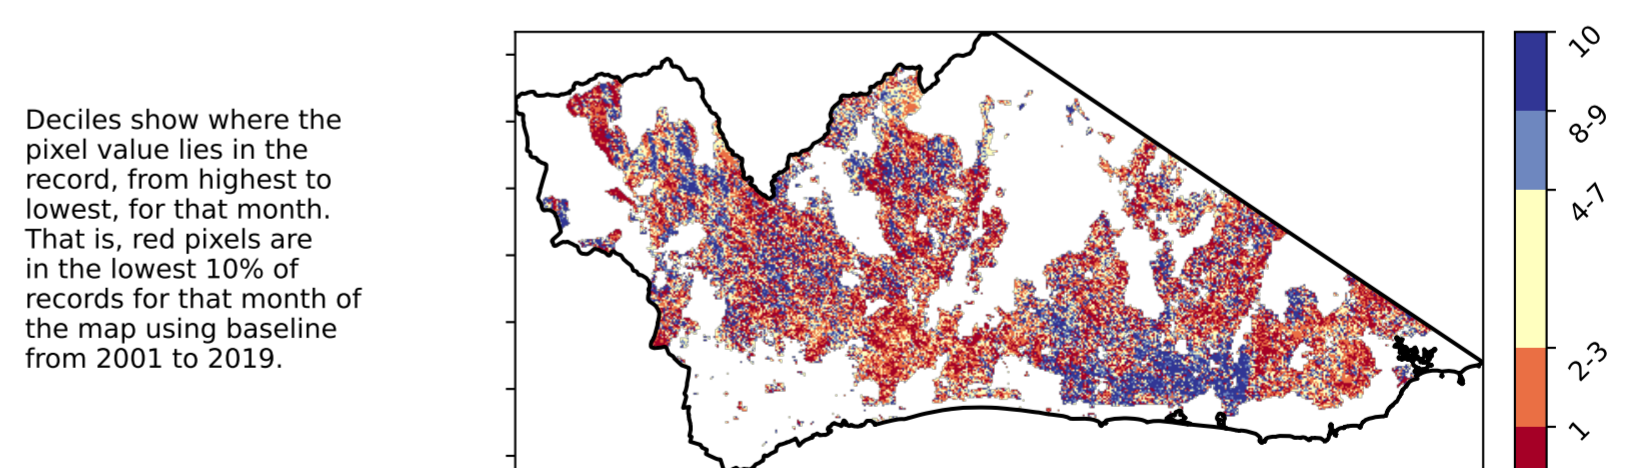 Deciles show where the
pixel value lies in the
record, from highest to
lowest, for that month.
That is, red pixels are
in the lowest 10% of
records for that month of
the map using baseline
from 2001 to 2019.
10
8-9
4-7
2-3
1